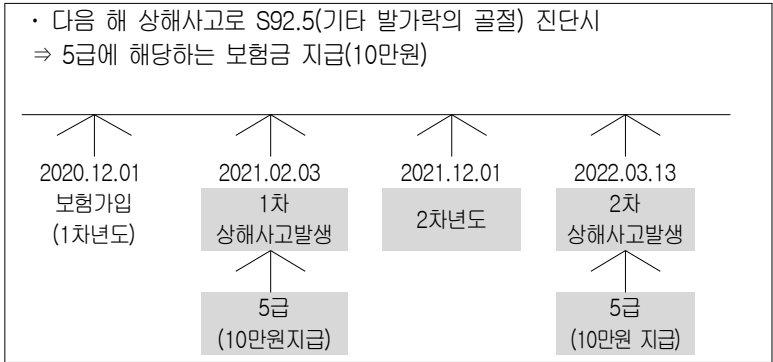 · 다음 해 상해사고로 S92.5(기타 발가락의 골절) 진단시
⇒ 5급에 해당하는 보험금 지급(10만원)
2020.12.01 2021.02.03 2021.12.01 2022.03.13
보험가입
(1차년도)
1차
상해사고발생
2차년도
2차
상해사고발생
5급
(10만원지급)
5급
(10만원 지급)